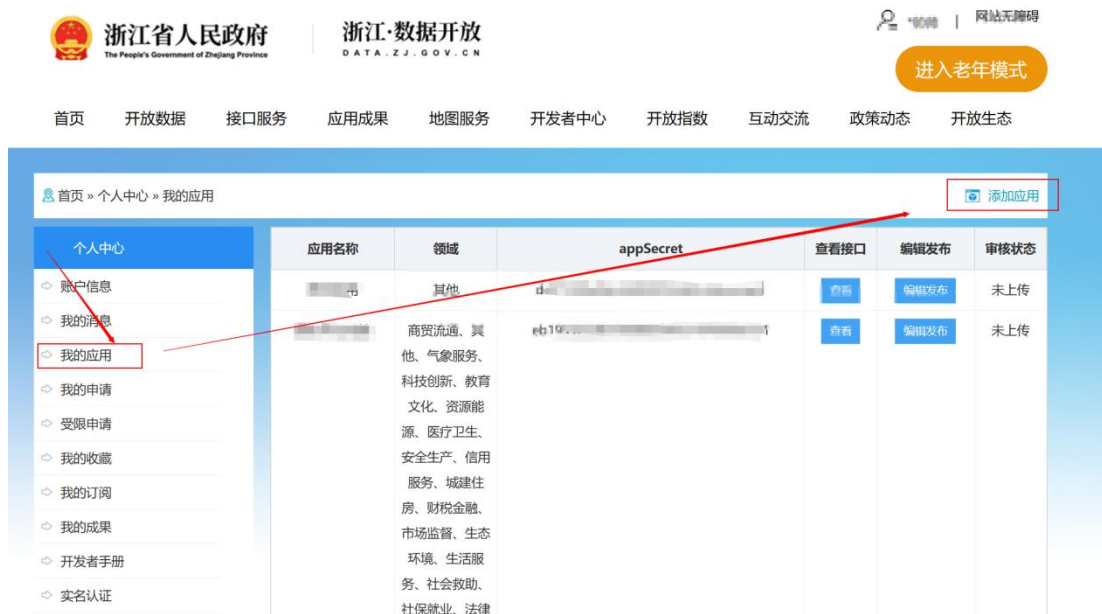 浙江省人民政府
The People's Government of Zhejiang Province
浙江·数据开放
DATA.ZJ.GOV.CN
网站无障碍
进入老年模式
首页 开放数据 接口服务 应用成果 地图服务 开发者中心 开放指数 互动交流 政策动态 开放生态
首页 » 个人中心 » 我的应用
添加应用
个人中心
账户信息
我的消息
我的应用
我的申请
受限申请
我的收藏
我的订阅
我的成果
开发者手册
实名认证
应用名称 领域 appSecret 查看接口 编辑发布 审核状态
其他 查看 编辑发布 未上传
商贸流通、其 查看 编辑发布 未上传
他、气象服务、
科技创新、教育
文化、资源能
源、医疗卫生、
安全生产、信用
服务、城建住
房、财税金融、
市场监督、生态
环境、生活服
务、社会救助、
社保就业、法律